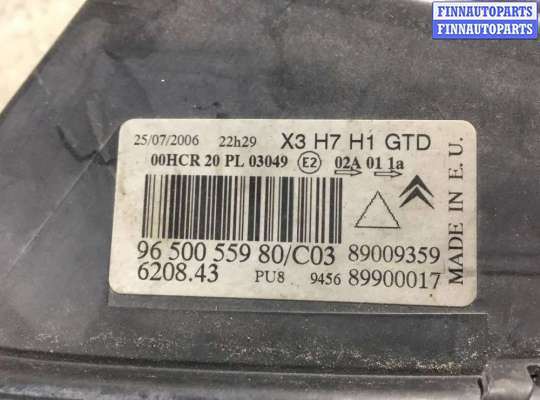 FINNAUTOPARTS
FINNAUTOPARTS
25/07/2006 22h29 X3 H7 H1 GTD
00HCR 20 PL 03049 E2 02A 01 1a
96 500 559 80/C03 89009359
6208.43 PU8 9456 89900017
MADE IN E. U.